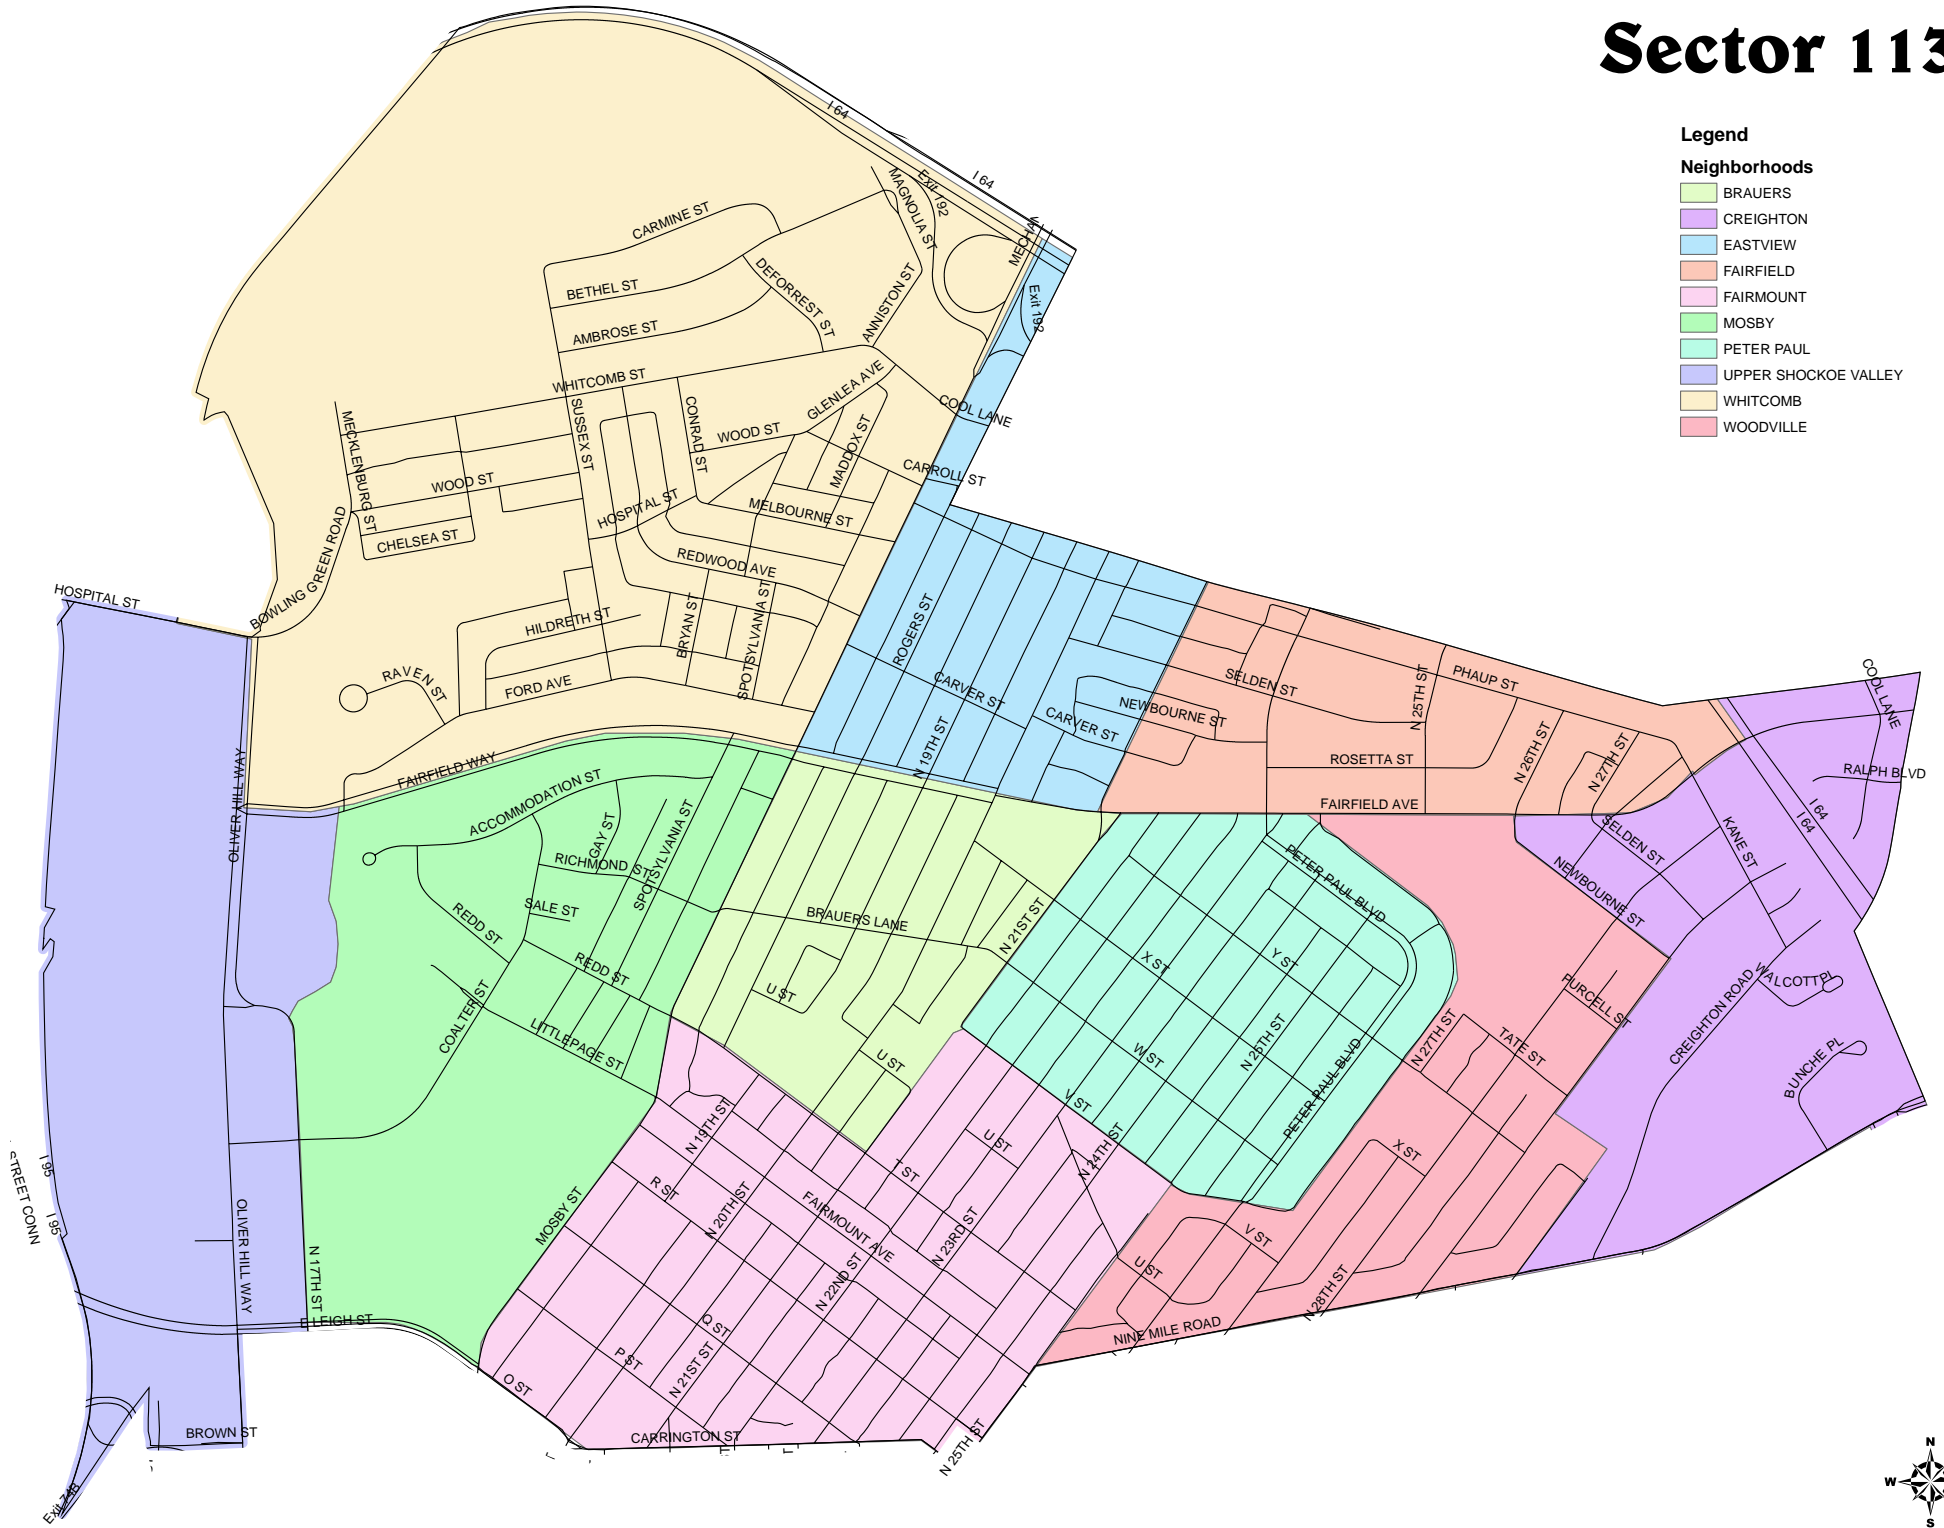 Sector 113
Legend
Neighborhoods
BRAUERS
CREIGHTON
EASTVIEW
FAIRFIELD
FAIRMOUNT
MOSBY
PETER PAUL
UPPER SHOCKOE VALLEY
WHITCOMB
WOODVILLE
I 64
I 64
Exit 192
MAGNOLIA ST
CARMINE ST
MECHA
DEFORREST ST
BETHEL ST
ANNISTON ST
Exit 192
AMBROSE ST
WHITCOMB ST
GLENLEA AVE
COOL LANE
MECKLENBURG ST
SUSSEX ST
CONRAD ST
WOOD ST
MADDOX ST
CARROLL ST
WOOD ST
HOSPITAL ST
MELBOURNE ST
CHELSEA ST
BOWLING GREEN ROAD
REDWOOD AVE
HOSPITAL ST
HILDRETH ST
BRYAN ST
SPOTSYLVANIA ST
ROGERS ST
RAVEN ST
FORD AVE
CARVER ST
SELDEN ST
N 25TH ST
PHAUP ST
COOL LANE
NEWBOURNE ST
CARVER ST
N 19TH ST
N 26TH ST
N 27TH ST
ROSETTA ST
RALPH BLVD
FAIRFIELD WAY
OLIVER HILL WAY
ACCOMMODATION ST
FAIRFIELD AVE
I 64
I 64
GAY ST
SPOTSYLVANIA ST
RICHMOND ST
SELDEN ST
KANE ST
PETER PAUL BLVD
NEWBOURNE ST
SALE ST
BRAUERS LANE
N 21ST ST
REDD ST
REDD ST
X ST
Y ST
WALCOTT PL
U ST
PURCELL ST
COALTER ST
LITTLEPAGE ST
CREIGHTON ROAD
TATE ST
N 27TH ST
N 25TH ST
W ST
U ST
BUNCHE PL
PETER PAUL BLVD
V ST
N 19TH ST
U ST
N 24TH ST
X ST
I 95
STREET CONN
T ST
R ST
N 20TH ST
FAIRMOUNT AVE
MOSBY ST
I 95
OLIVER HILL WAY
N 17TH ST
N 23RD ST
V ST
U ST
N 22ND ST
N 28TH ST
E LEIGH ST
Q ST
NINE MILE ROAD
P ST
N 21ST ST
O ST
BROWN ST
CARRINGTON ST
N 25TH ST
Exit 74B
N
W
S